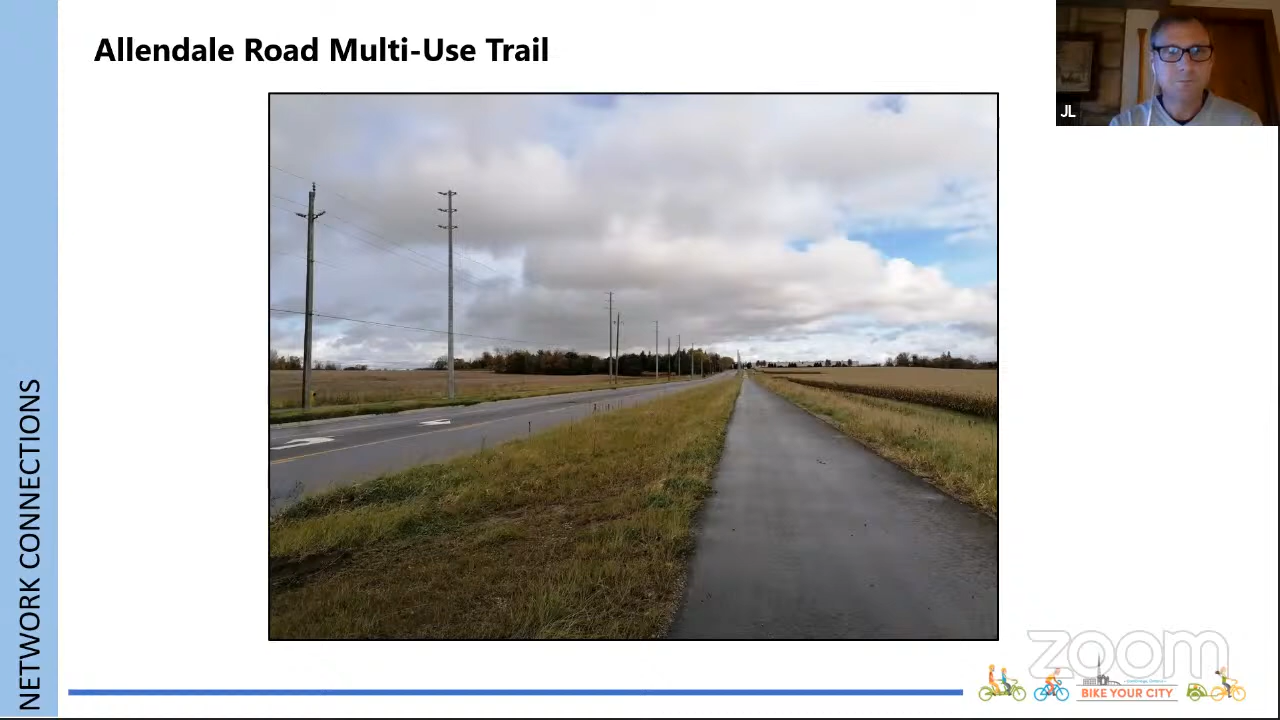 Allendale Road Multi-Use Trail
JL
NETWORK CONNECTIONS
zoom
BIKE YOUR CITY